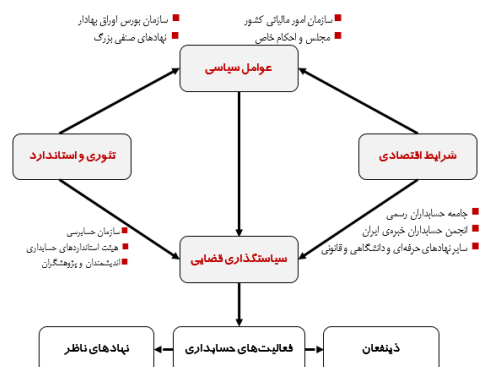 سازمان امور مالیاتی کشور
مجلس و احکام خاص
سازمان بورس اوراق بهادار
نهادهای صنفی بزرگ
عوامل سیاسی
شرایط اقتصادی
تئوری و استاندارد
جامعه حسابداران رسمی
انجمن حسابداران خبره‌ی ایران
سایر نهادهای حرفه‌ای و دانشگاهی و قانونی
سازمان حسابرسی
هیئت استانداردهای حسابداری
اندیشمندان و پژوهشگران
سیاستگذاری قضایی
ذینفعان
فعالیت‌های حسابداری
نهادهای ناظر